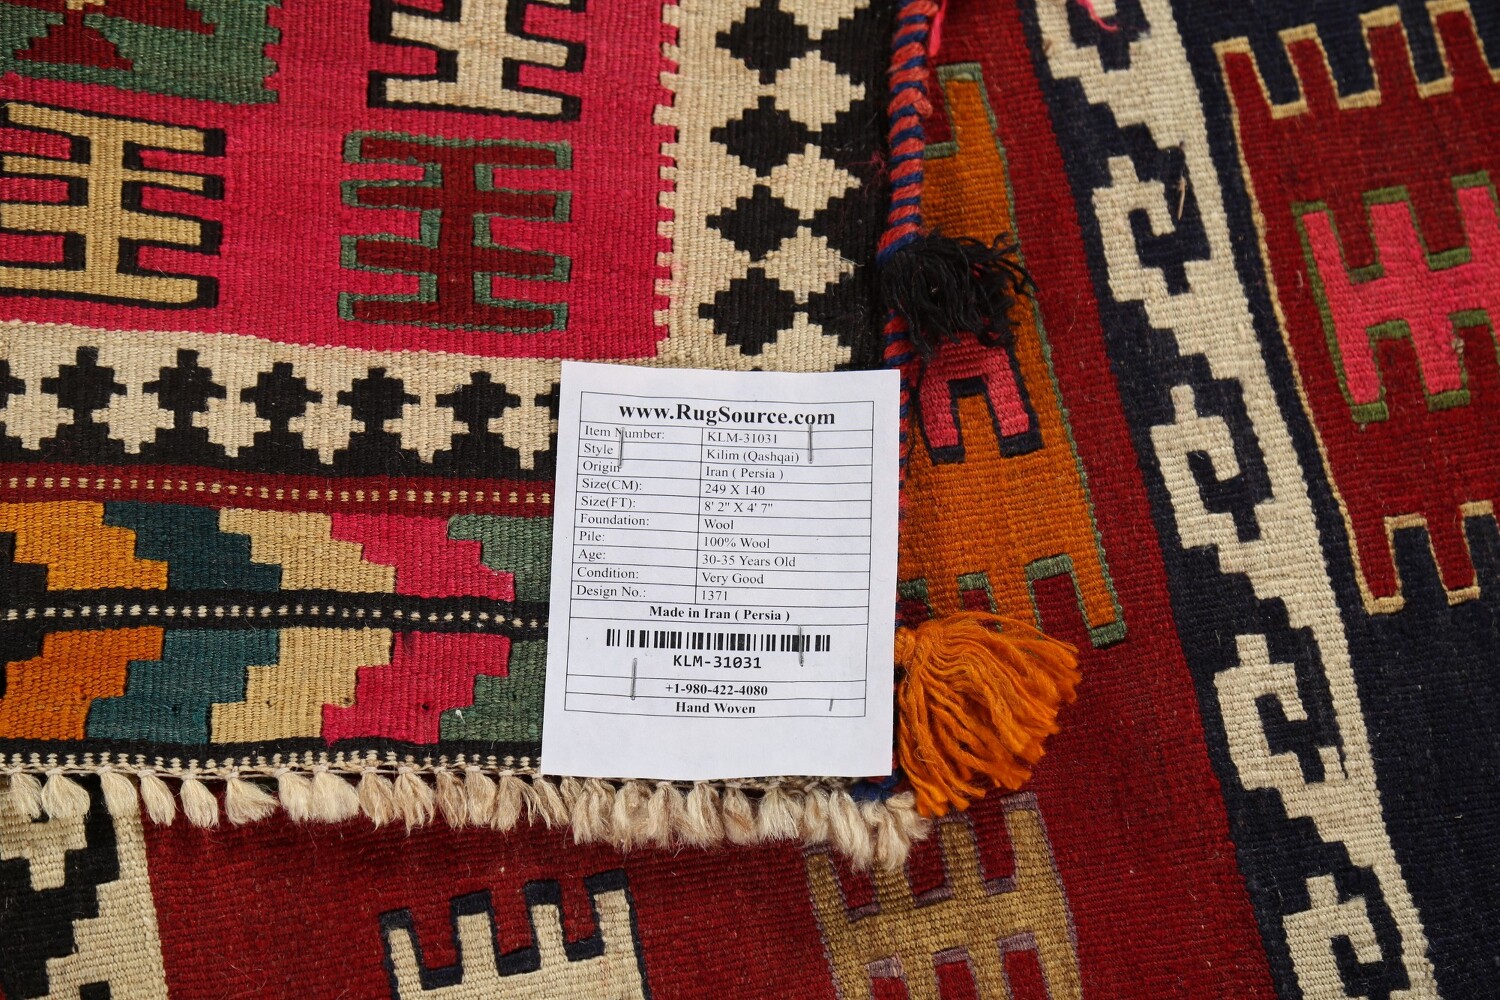 www.RugSource.com
Item Number: KLM-31031
Style Kilim (Qashqai)
Origin Iran ( Persia )
Size(CM): 249 X 140
Size(FT): 8' 2" X 4' 7"
Foundation: Wool
Pile: 100% Wool
Age: 30-35 Years Old
Condition: Very Good
Design No.: 1371
Made in Iran ( Persia )
KLM-31031
+1-980-422-4080
Hand Woven